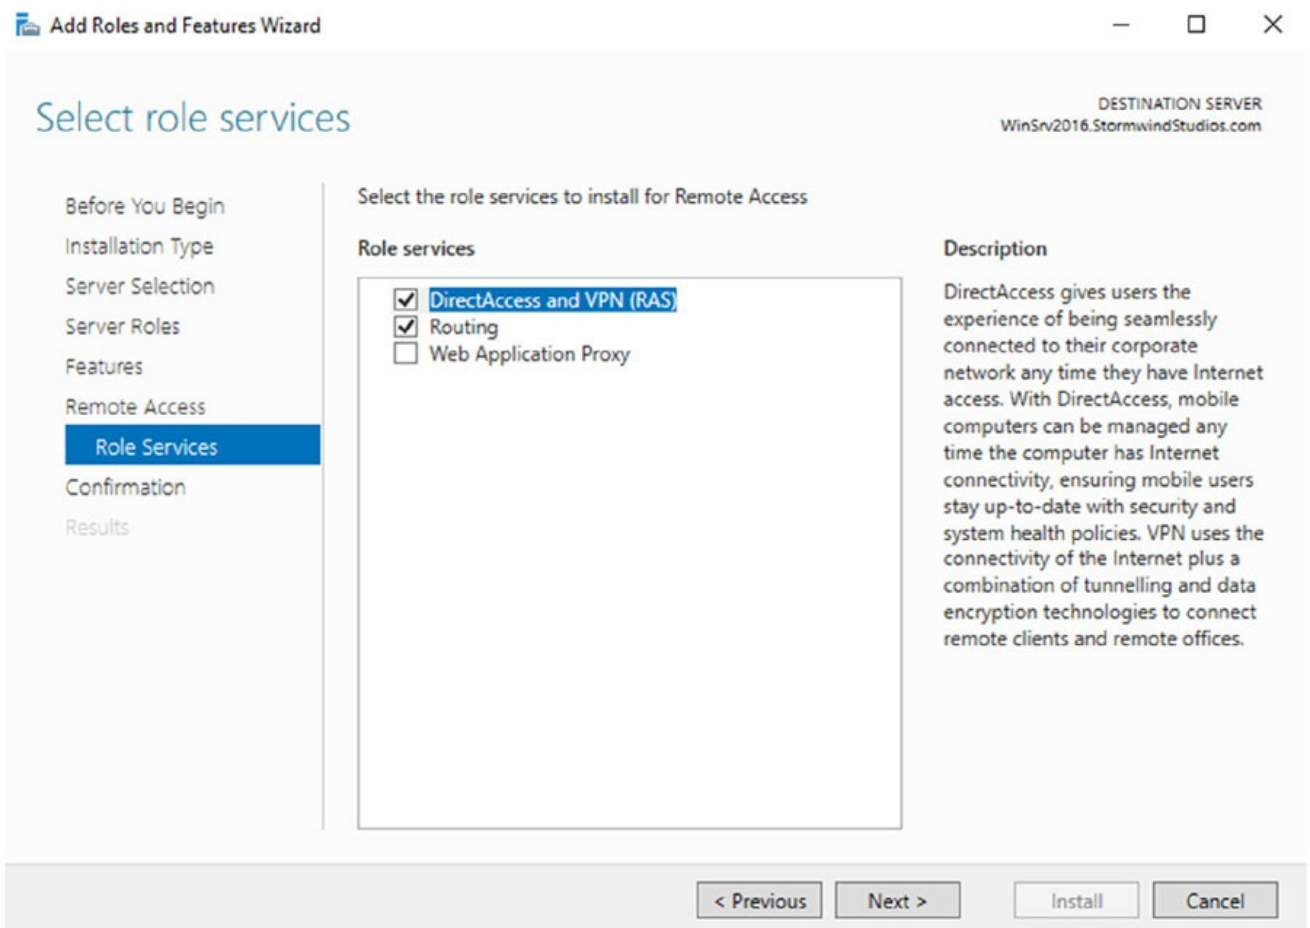 Add Roles and Features Wizard
Select role services
DESTINATION SERVER
WinSrv2016.StormwindStudios.com
Before You Begin
Installation Type
Server Selection
Server Roles
Features
Remote Access
Role Services
Confirmation
Results
Select the role services to install for Remote Access
Role services
DirectAccess and VPN (RAS)
Routing
Web Application Proxy
Description
DirectAccess gives users the
experience of being seamlessly
connected to their corporate
network any time they have Internet
access. With DirectAccess, mobile
computers can be managed any
time the computer has Internet
connectivity, ensuring mobile users
stay up-to-date with security and
system health policies. VPN uses the
connectivity of the Internet plus a
combination of tunnelling and data
encryption technologies to connect
remote clients and remote offices.
< Previous
Next >
Install
Cancel